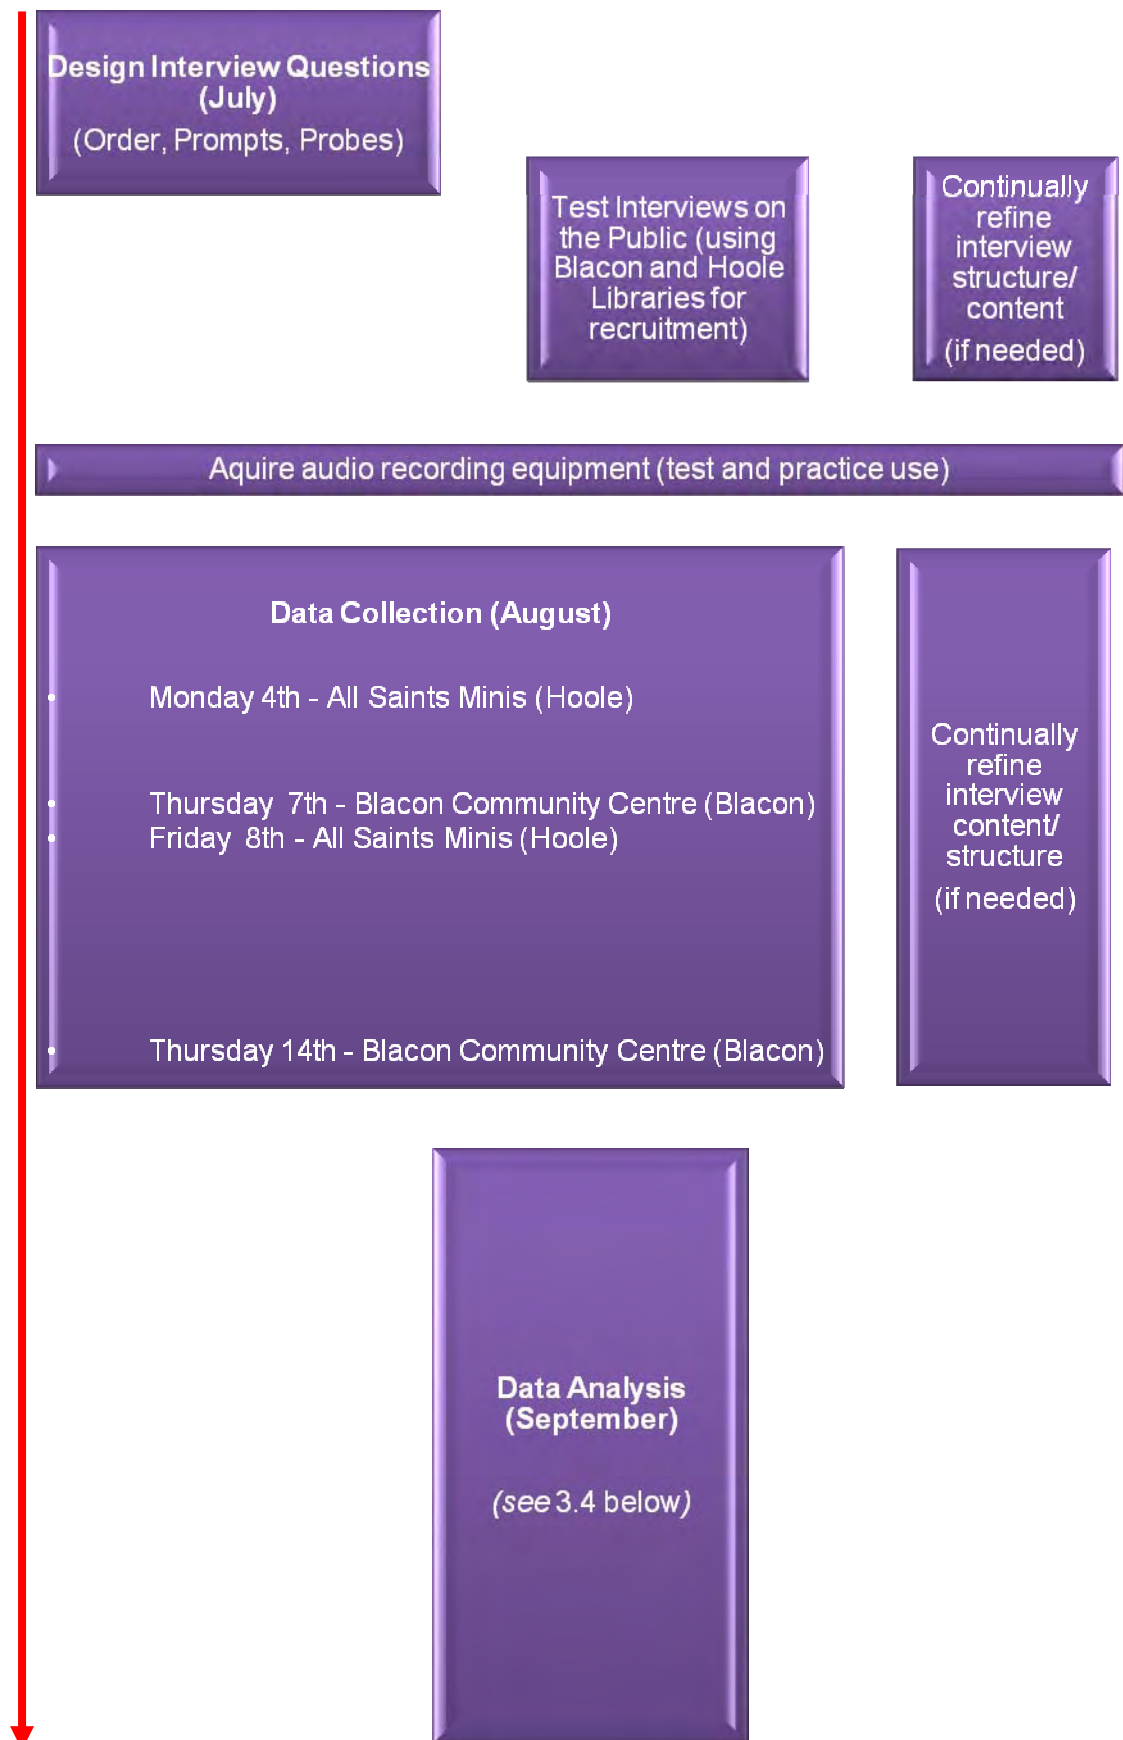 Design Interview Questions
(July)
(Order, Prompts, Probes)
Test Interviews on
the Public (using
Blacon and Hoole
Libraries for
recruitment)
Continually
refine
interview
structure/
content
(if needed)
Aquire audio recording equipment (test and practice use)
Data Collection (August)
• Monday 4th - All Saints Minis (Hoole)
• Thursday 7th - Blacon Community Centre (Blacon)
• Friday 8th - All Saints Minis (Hoole)
• Thursday 14th - Blacon Community Centre (Blacon)
Continually
refine
interview
content/
structure
(if needed)
Data Analysis
(September)
(see 3.4 below)